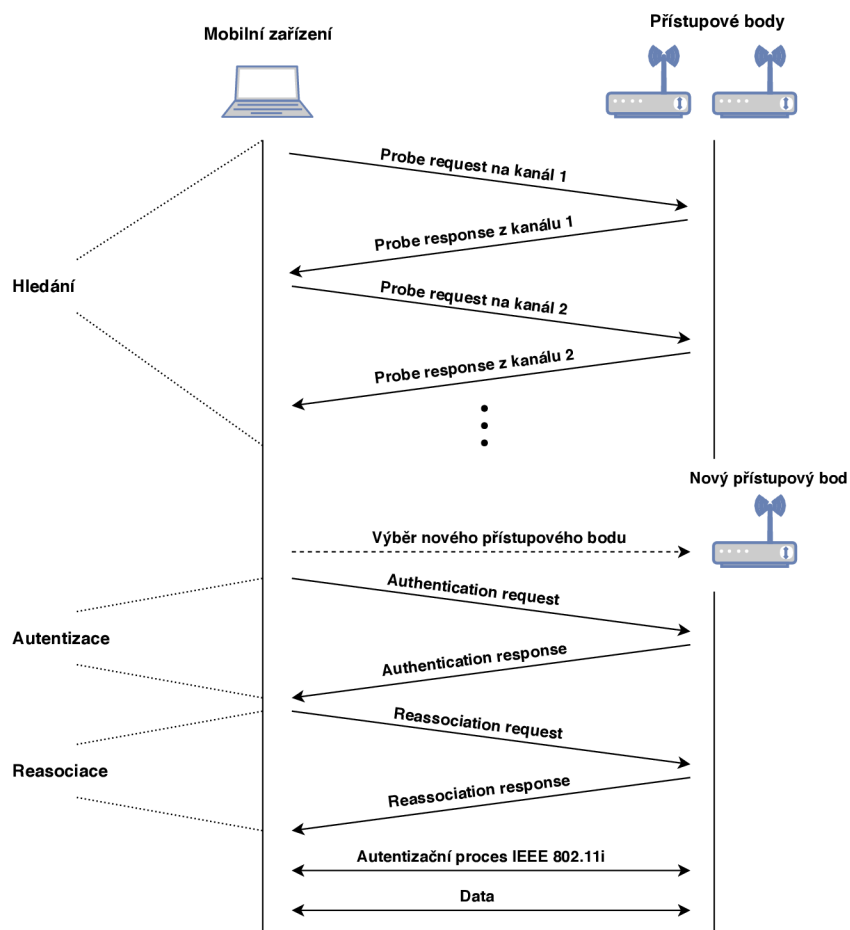 Mobilní zařízení
Přístupové body
Probe request na kanál 1
Probe response z kanálu 1
Hledání
Probe request na kanál 2
Probe response z kanálu 2
Nový přístupový bod
Výběr nového přístupového bodu
Authentication request
Autentizace
Authentication response
Reassociation request
Reasociace
Reassociation response
Autentizační proces IEEE 802.11i
Data